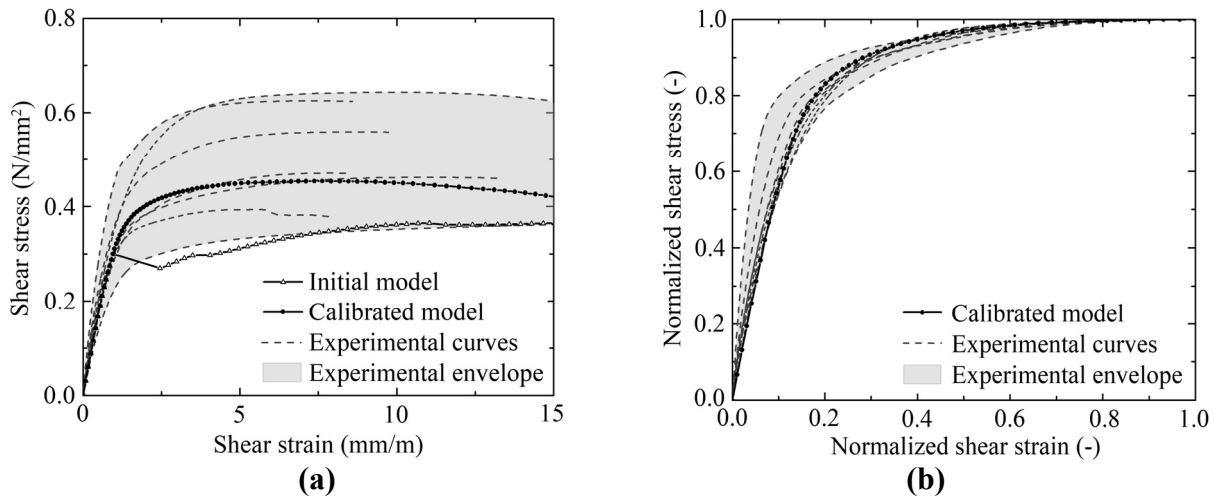 0.8
0.6
0.4
0.2
0.0
0
5
10
15
Shear stress (N/mm²)
Shear strain (mm/m)
Initial model
Calibrated model
Experimental curves
Experimental envelope
(a)
1.0
0.8
0.6
0.4
0.2
0.0
0.0
0.2
0.4
0.6
0.8
1.0
Normalized shear stress (-)
Normalized shear strain (-)
Calibrated model
Experimental curves
Experimental envelope
(b)